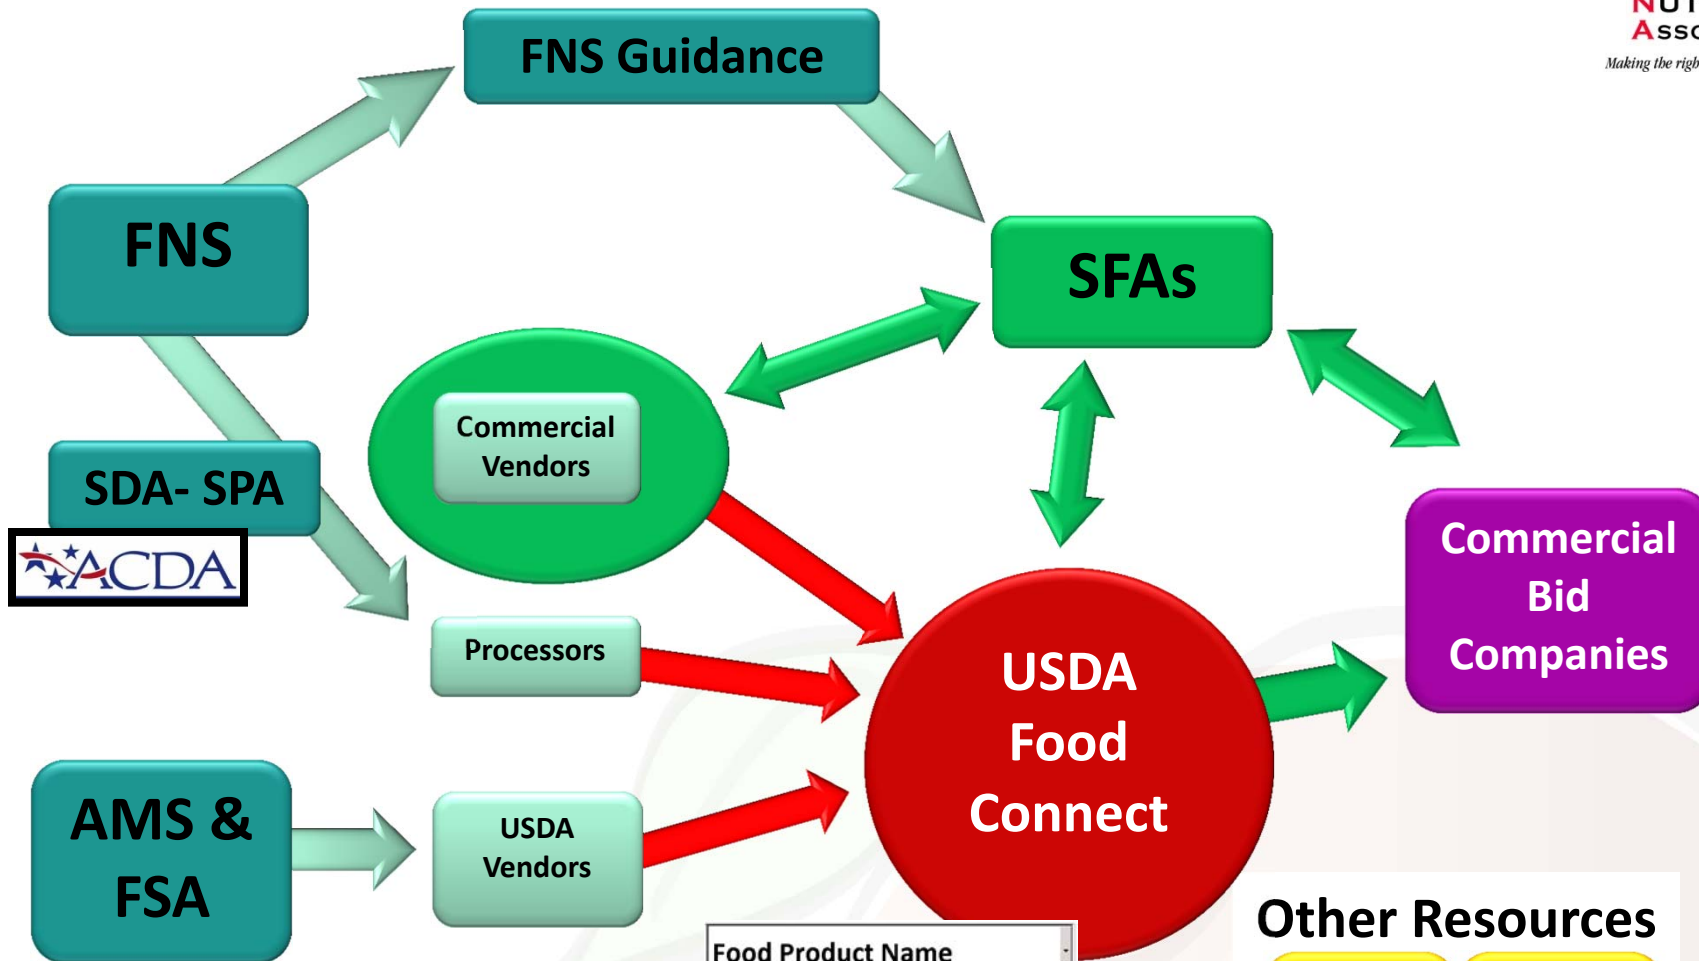 FNS Guidance
Making the righ
FNS
SFAs
Commercial
Vendors
SDA- SPA
ACDA
Commercial
Bid
Companies
Processors
USDA
Food
Connect
AMS &
FSA
USDA
Vendors
Other Resources
Food Product Name